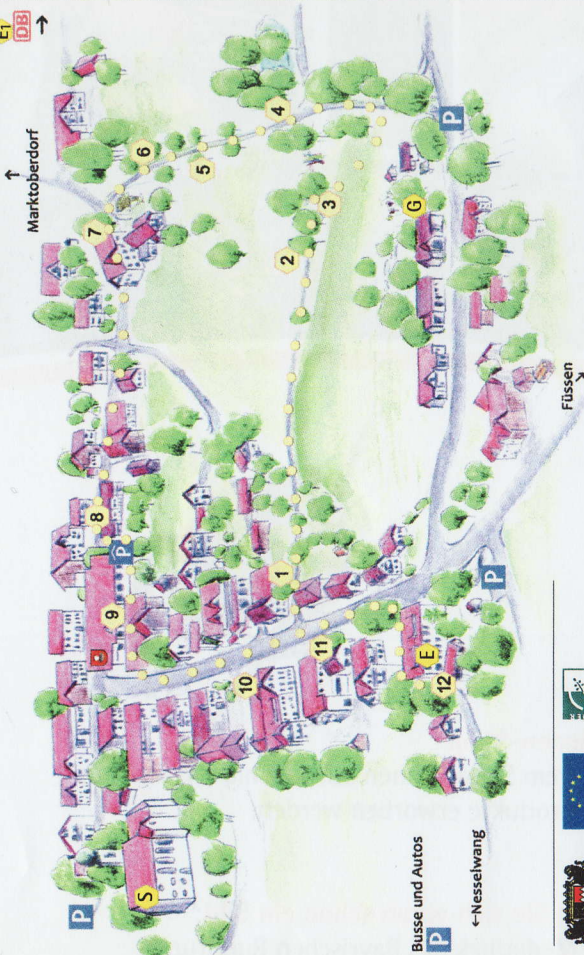 E1
DB
Marktoberdorf
P
7
8
9
P
S
6
5
10
4
1
2
11
3
G
Busse und Autos
E
P
12
P
←Nesselwang
P
Füssen